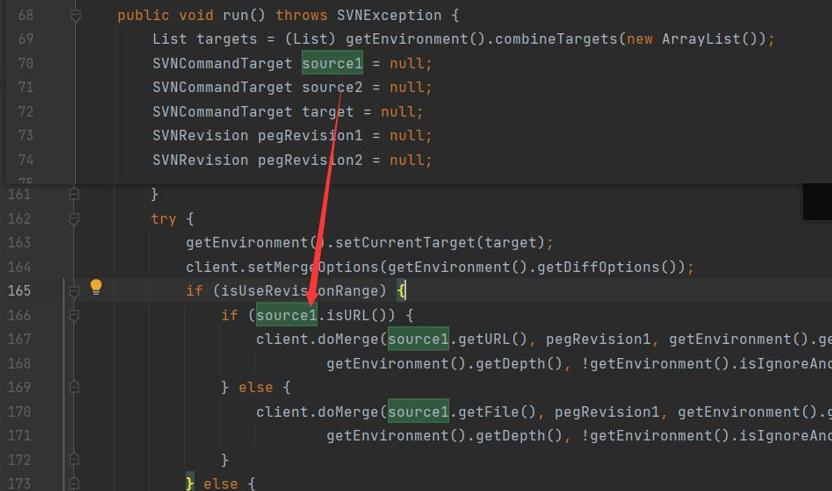 68 public void run() throws SVNException {
69 List targets = (List) getEnvironment().combineTargets(new ArrayList());
70 SVNCommandTarget source1 = null;
71 SVNCommandTarget source2 = null;
72 SVNCommandTarget target = null;
73 SVNRevision pegRevision1 = null;
74 SVNRevision pegRevision2 = null;
75
161 }
162 try {
163 getEnvironment().setCurrentTarget(target);
164 client.setMergeOptions(getEnvironment().getDiffOptions());
165 if (isUseRevisionRange) {
166 if (source1.isURL()) {
167 client.doMerge(source1.getURL(), pegRevision1, getEnvironment().ge
168 getEnvironment().getDepth(), !getEnvironment().isIgnoreAnc
169 } else {
170 client.doMerge(source1.getFile(), pegRevision1, getEnvironment().g
171 getEnvironment().getDepth(), !getEnvironment().isIgnoreAnc
172 }
173 } else {